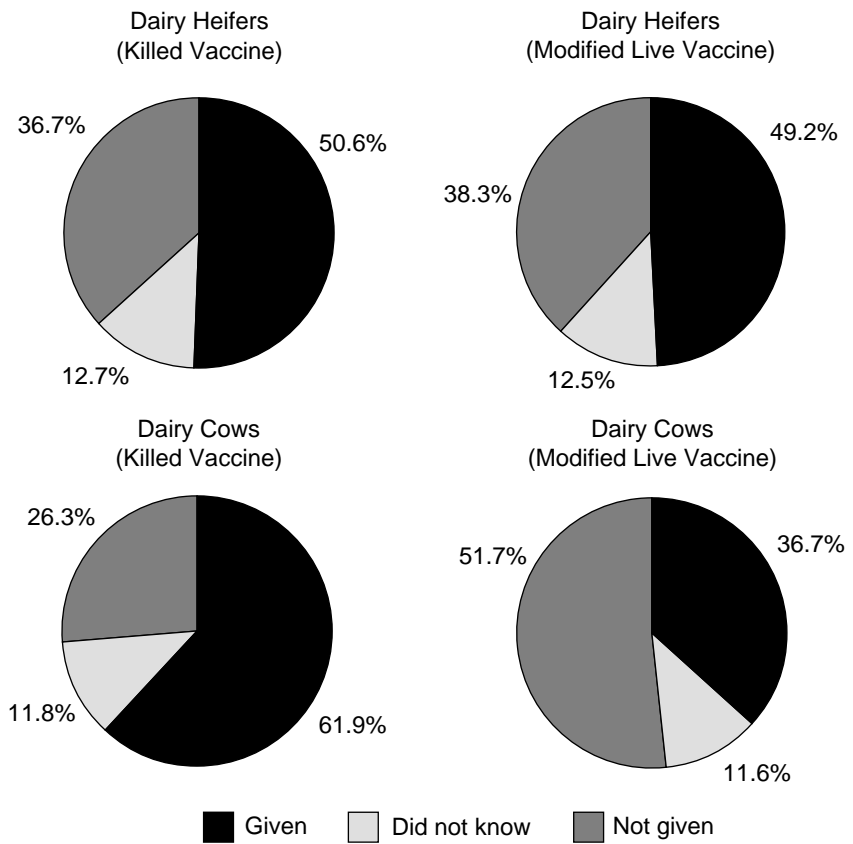 Dairy Heifers
(Killed Vaccine)
36.7%
50.6%
12.7%
Dairy Heifers
(Modified Live Vaccine)
49.2%
38.3%
12.5%
Dairy Cows
(Killed Vaccine)
26.3%
11.8%
61.9%
Dairy Cows
(Modified Live Vaccine)
51.7%
36.7%
11.6%
Given
Did not know
Not given